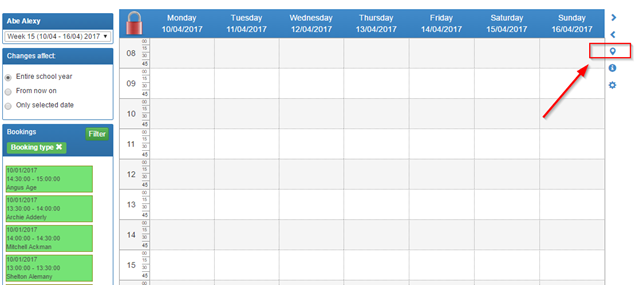 Abe Alexy
Week 15 (10/04 - 16/04) 2017
Changes affect:
Entire school year
From now on
Only selected date
Bookings
Filter
Booking type ✖
10/01/2017
14:30:00 - 15:00:00
Angus Age
10/01/2017
13:30:00 - 14:00:00
Archie Adderly
10/01/2017
14:00:00 - 14:30:00
Mitchell Ackman
10/01/2017
13:00:00 - 13:30:00
Shelton Alemany
Monday Tuesday Wednesday Thursday Friday Saturday Sunday
10/04/2017 11/04/2017 12/04/2017 13/04/2017 14/04/2017 15/04/2017 16/04/2017
08 00 15 30 45
09 00 15 30 45
10 00 15 30 45
11 00 15 30 45
12 00 15 30 45
13 00 15 30 45
14 00 15 30 45
15 00 15 30 45